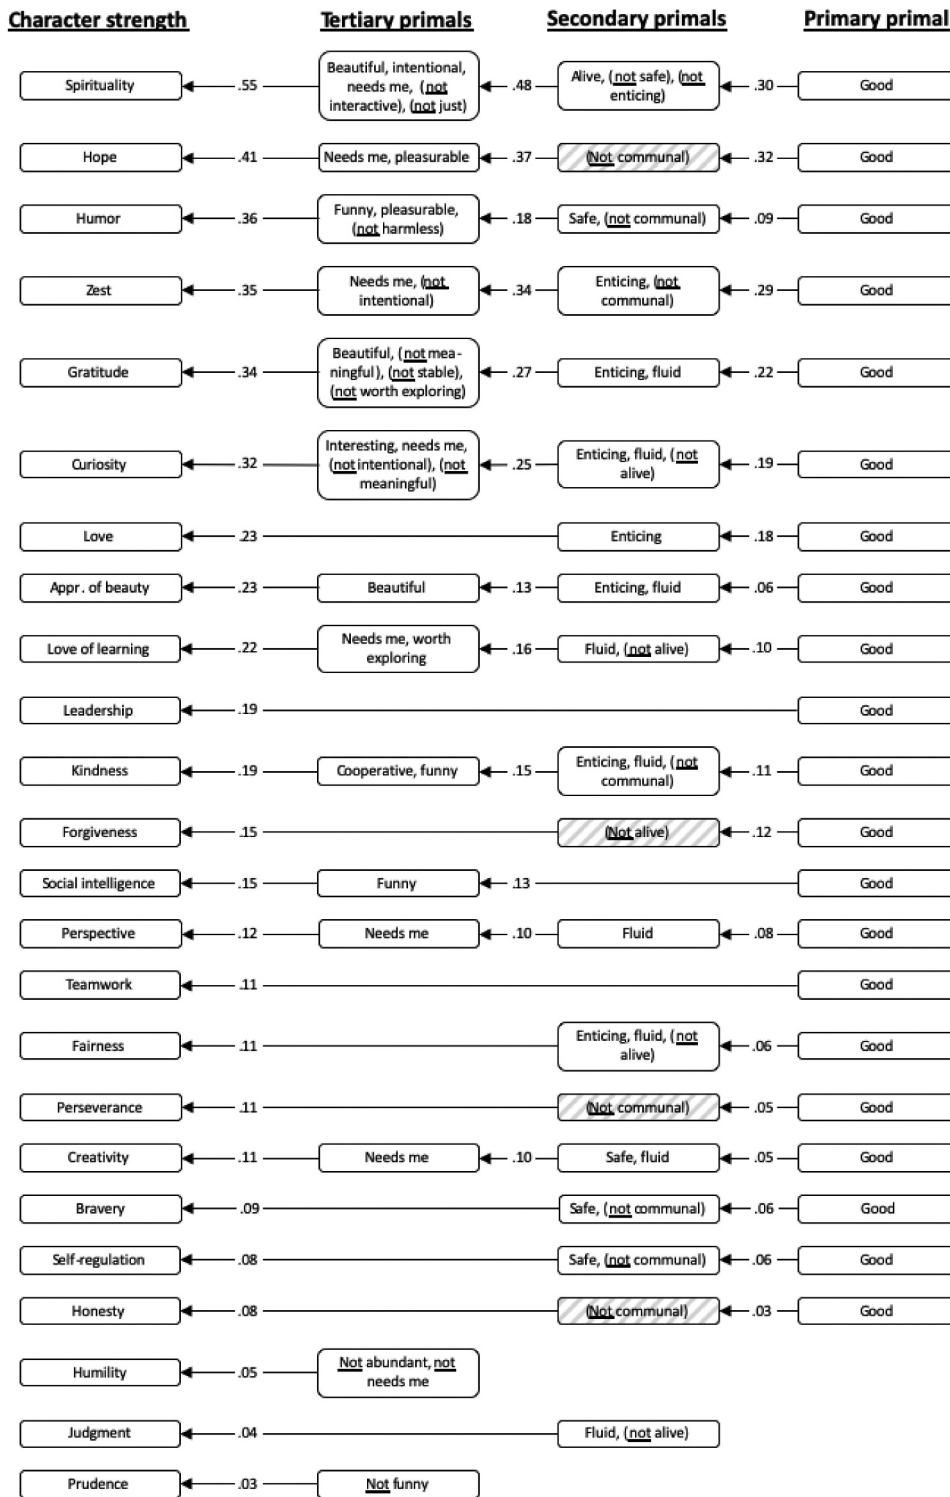 Character strength Tertiary primals Secondary primals Primary primal
Spirituality .55 Beautiful, intentional, needs me, (not interactive), (not just) .48 Alive, (not safe), (not enticing) .30 Good
Hope .41 Needs me, pleasurable .37 (Not communal) .32 Good
Humor .36 Funny, pleasurable, (not harmless) .18 Safe, (not communal) .09 Good
Zest .35 Needs me, (not intentional) .34 Enticing, (not communal) .29 Good
Gratitude .34 Beautiful, (not mea-ningful), (not stable), (not worth exploring) .27 Enticing, fluid .22 Good
Curiosity .32 Interesting, needs me, (not intentional), (not meaningful) .25 Enticing, fluid, (not alive) .19 Good
Love .23 Enticing .18 Good
Appr. of beauty .23 Beautiful .13 Enticing, fluid .06 Good
Love of learning .22 Needs me, worth exploring .16 Fluid, (not alive) .10 Good
Leadership .19 Good
Kindness .19 Cooperative, funny .15 Enticing, fluid, (not communal) .11 Good
Forgiveness .15 (Not alive) .12 Good
Social intelligence .15 Funny .13 Good
Perspective .12 Needs me .10 Fluid .08 Good
Teamwork .11 Good
Fairness .11 Enticing, fluid, (not alive) .06 Good
Perseverance .11 (Not communal) .05 Good
Creativity .11 Needs me .10 Safe, fluid .05 Good
Bravery .09 Safe, (not communal) .06 Good
Self-regulation .08 Safe, (not communal) .06 Good
Honesty .08 (Not communal) .03 Good
Humility .05 Not abundant, not needs me
Judgment .04 Fluid, (not alive)
Prudence .03 Not funny